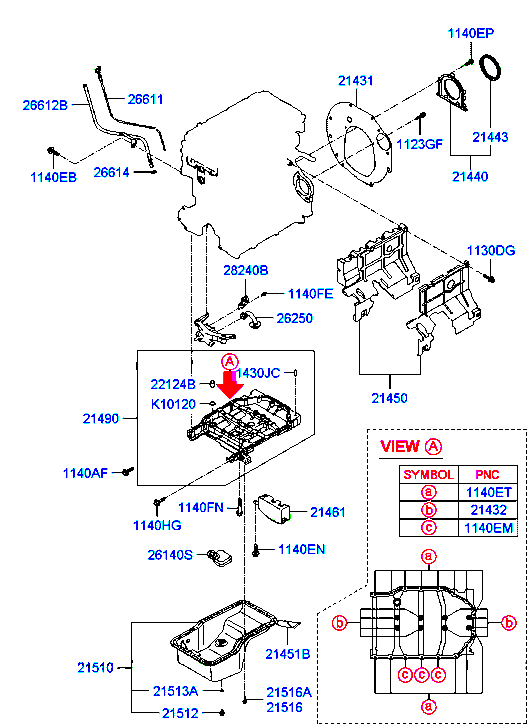 1140EP
21431
26611
26612B
21443
1123GF
26614
1140EB
21440
1130DG
28240B
1140FE
26250
A
1430JC
22124B
21450
K10120
21490
VIEW A
1140AF
SYMBOL PNC
a 1140ET
b 21432
c 1140EM
1140FN
21461
1140HG
1140EN
26140S
a
b b
21451B
21510
c c c
21513A
21516A
a
21516
21512